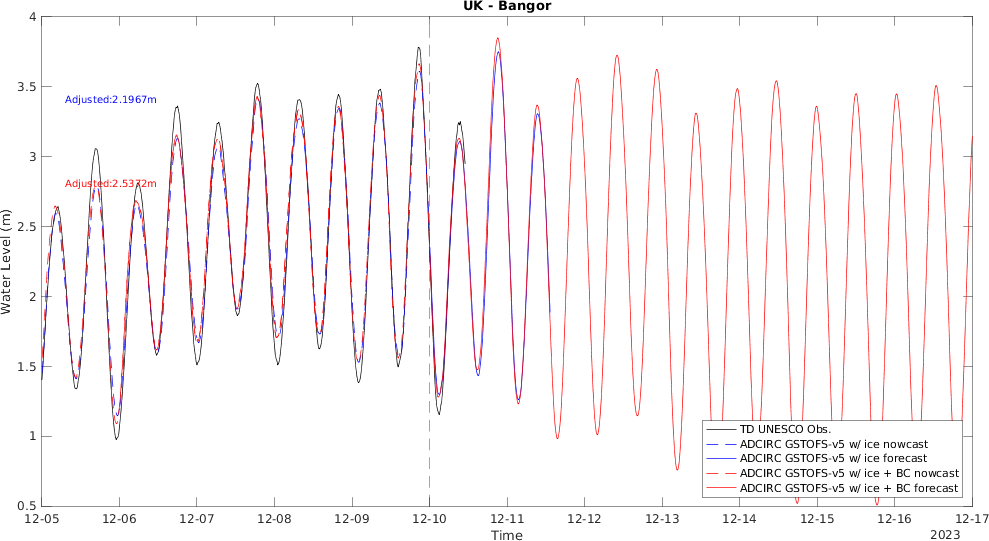 UK - Bangor
4
3.5
3
2.5
2
1.5
1
0.5
Water Level (m)
Adjusted:2.1967m
Adjusted:2.5372m
TD UNESCO Obs.
ADCIRC GSTOFS-v5 w/ ice nowcast
ADCIRC GSTOFS-v5 w/ ice forecast
ADCIRC GSTOFS-v5 w/ ice + BC nowcast
ADCIRC GSTOFS-v5 w/ ice + BC forecast
12-05 12-06 12-07 12-08 12-09 12-10 12-11 12-12 12-13 12-14 12-15 12-16 12-17
Time
2023